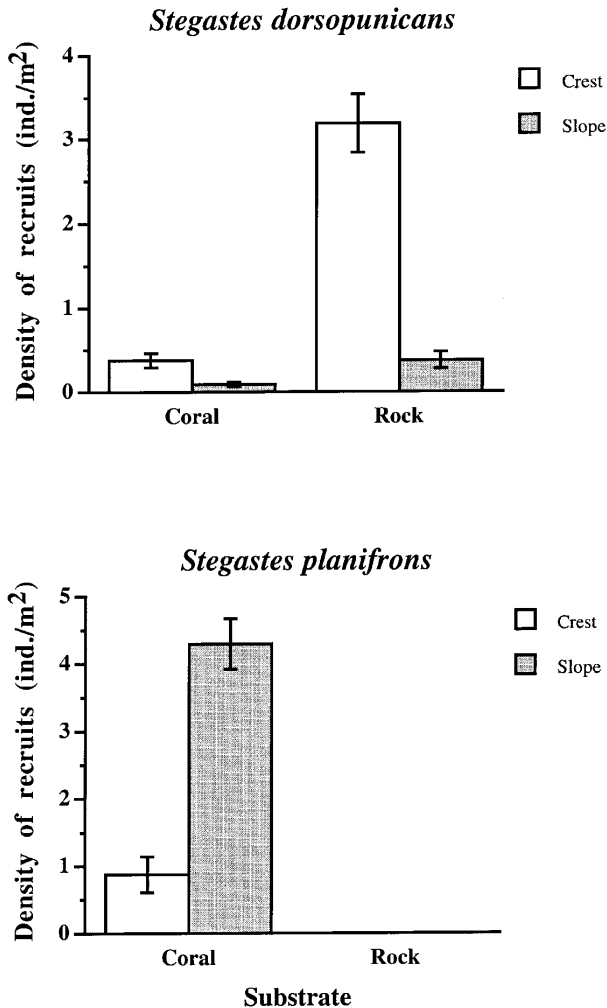 Stegastes dorsopunicans
Density of recruits (ind./m2)
4
3
2
1
0
Coral
Rock
Crest
Slope
Stegastes planifrons
Density of recruits (ind./m2)
5
4
3
2
1
0
Coral
Rock
Crest
Slope
Substrate